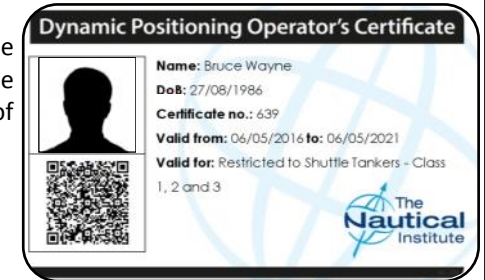 Dynamic Positioning Operator's Certificate
e
e
of
Name: Bruce Wayne
DoB: 27/08/1986
Certificate no.: 639
Valid from: 06/05/2016 to: 06/05/2021
Valid for: Restricted to Shuttle Tankers - Class
1, 2 and 3
The
Nautical
Institute